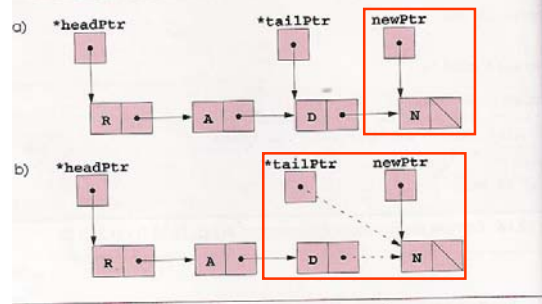 a) *headPtr *tailPtr newPtr
R A D N
b) *headPtr *tailPtr newPtr
R A D N